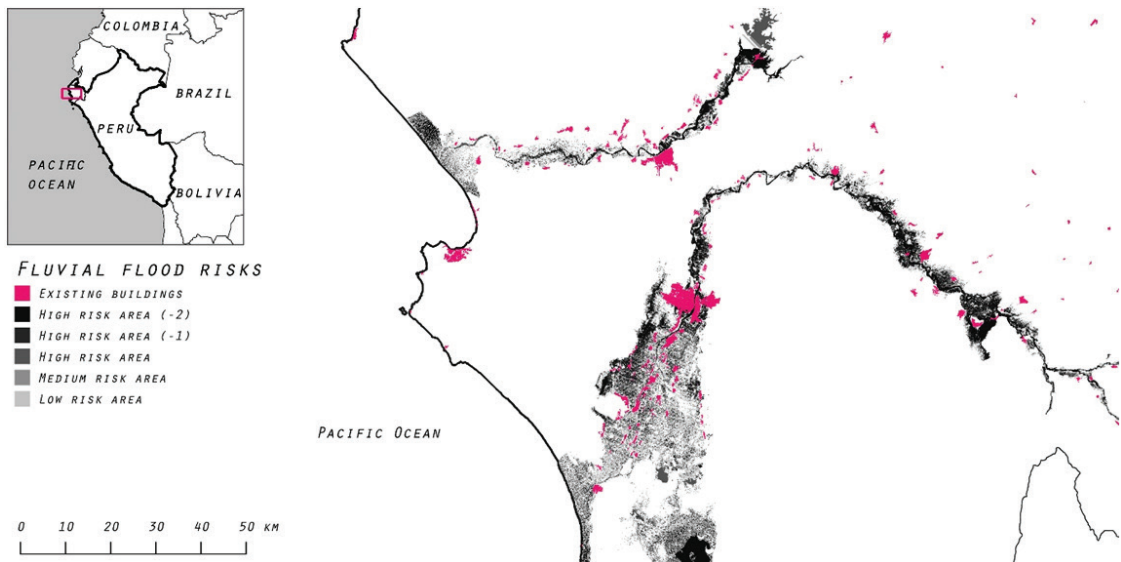 COLOMBIA
BRAZIL
PERU
PACIFIC
OCEAN
BOLIVIA
FLUVIAL FLOOD RISKS
EXISTING BUILDINGS
HIGH RISK AREA (-2)
HIGH RISK AREA (-1)
HIGH RISK AREA
MEDIUM RISK AREA
LOW RISK AREA
PACIFIC OCEAN
0 10 20 30 40 50 KM